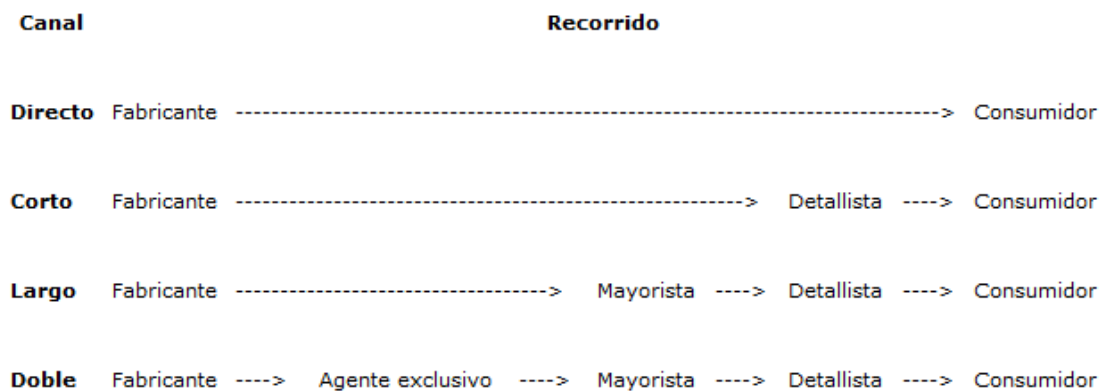 Canal Recorrido
Directo Fabricante -------------------------------------------------------------------------------> Consumidor
Corto Fabricante ---------------------------------------------------------> Detallista ----> Consumidor
Largo Fabricante -----------------------------------> Mayorista ----> Detallista ----> Consumidor
Doble Fabricante ----> Agente exclusivo ----> Mayorista ----> Detallista ----> Consumidor